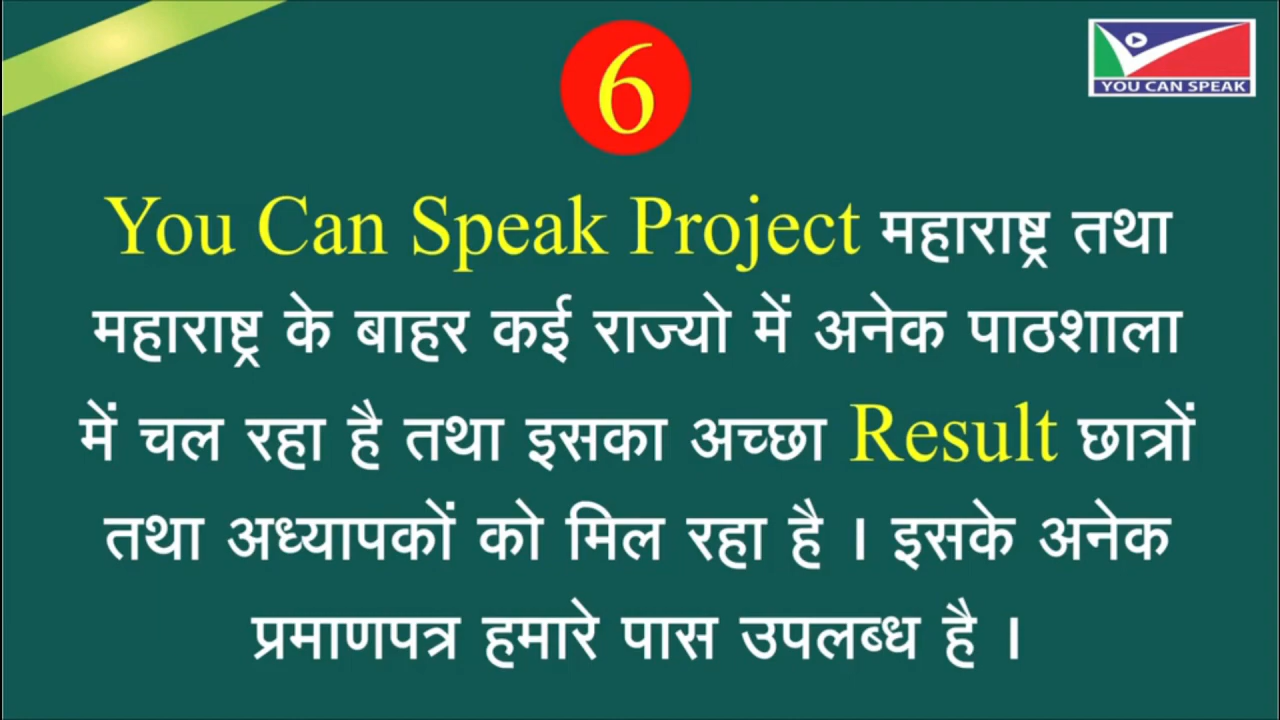 6
YOU CAN SPEAK
You Can Speak Project महाराष्ट्र तथा
महाराष्ट्र के बाहर कई राज्यो में अनेक पाठशाला
में चल रहा है तथा इसका अच्छा Result छात्रों
तथा अध्यापकों को मिल रहा है । इसके अनेक
प्रमाणपत्र हमारे पास उपलब्ध है ।